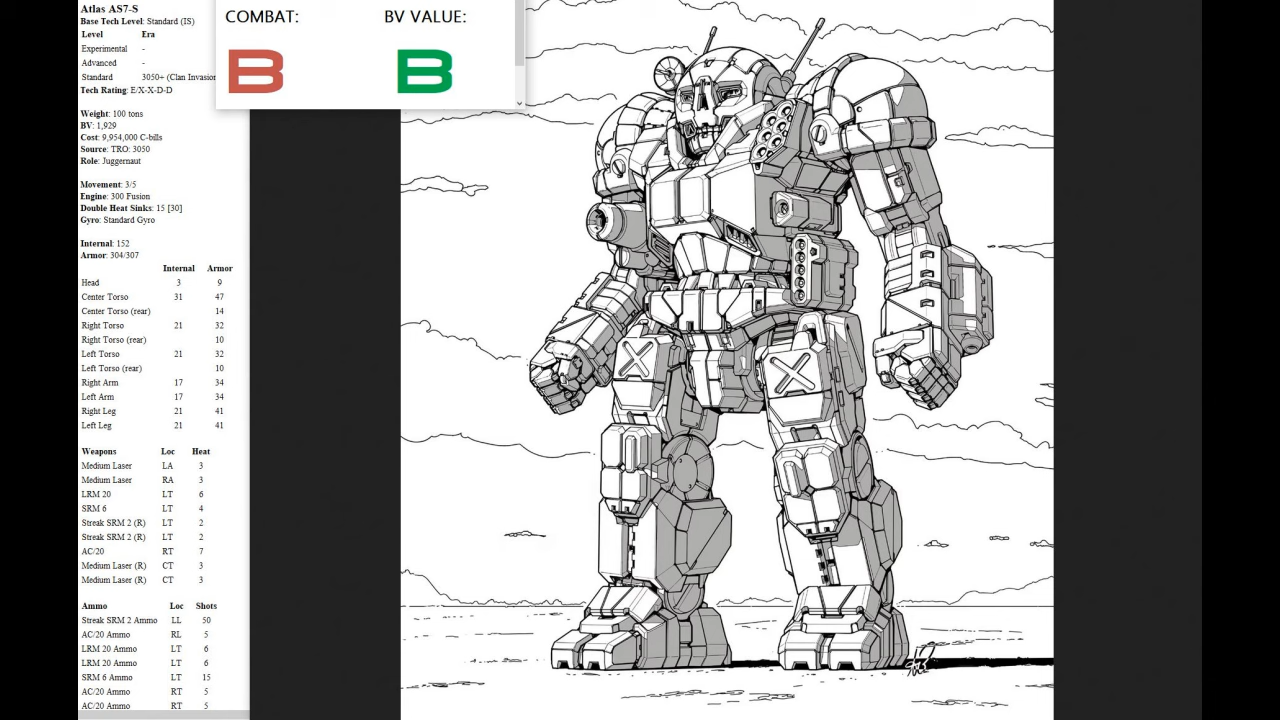 Atlas AS7-S
Base Tech Level: Standard (IS)
Level Era
Experimental -
Advanced -
Standard 3050+ (Clan Invasion
Tech Rating: E/X-X-D-D
Weight: 100 tons
BV: 1,929
Cost: 9,954,000 C-bills
Source: TRO: 3050
Role: Juggernaut
Movement: 3/5
Engine: 300 Fusion
Double Heat Sinks: 15 [30]
Gyro: Standard Gyro
Internal: 152
Armor: 304/307
Internal Armor
Head 3 9
Center Torso 31 47
Center Torso (rear) 14
Right Torso 21 32
Right Torso (rear) 10
Left Torso 21 32
Left Torso (rear) 10
Right Arm 17 34
Left Arm 17 34
Right Leg 21 41
Left Leg 21 41
Weapons Loc Heat
Medium Laser LA 3
Medium Laser RA 3
LRM 20 LT 6
SRM 6 LT 4
Streak SRM 2 (R) LT 2
Streak SRM 2 (R) LT 2
AC/20 RT 7
Medium Laser (R) CT 3
Medium Laser (R) CT 3
Ammo Loc Shots
Streak SRM 2 Ammo LL 50
AC/20 Ammo RL 5
LRM 20 Ammo LT 6
LRM 20 Ammo LT 6
SRM 6 Ammo LT 15
AC/20 Ammo RT 5
AC/20 Ammo RT 5
COMBAT: BV VALUE:
B B